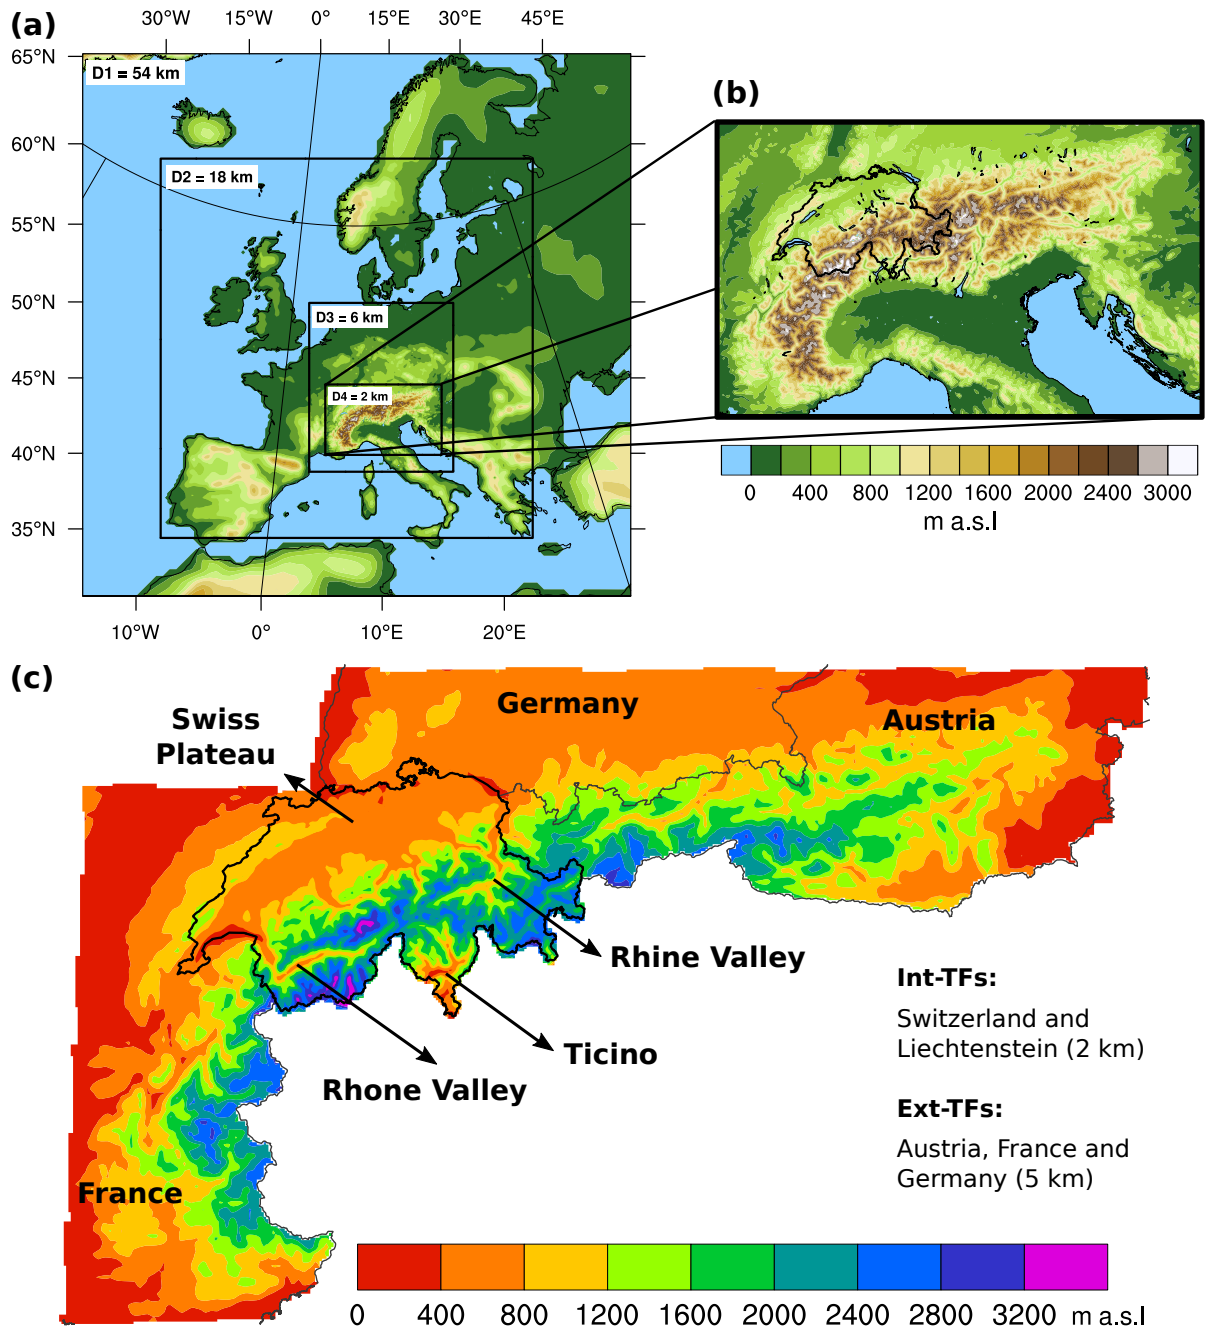 (a)
30°W 15°W 0° 15°E 30°E 45°E
65°N
60°N
55°N
50°N
45°N
40°N
35°N
D1 = 54 km
D2 = 18 km
D3 = 6 km
D4 = 2 km
10°W 0° 10°E 20°E
(b)
0 400 800 1200 1600 2000 2400 3000
m a.s.l
(c)
Swiss
Plateau
Germany
Austria
Rhine Valley
Ticino
Rhone Valley
France
Int-TFs:
Switzerland and
Liechtenstein (2 km)
Ext-TFs:
Austria, France and
Germany (5 km)
0 400 800 1200 1600 2000 2400 2800 3200 m a.s.l